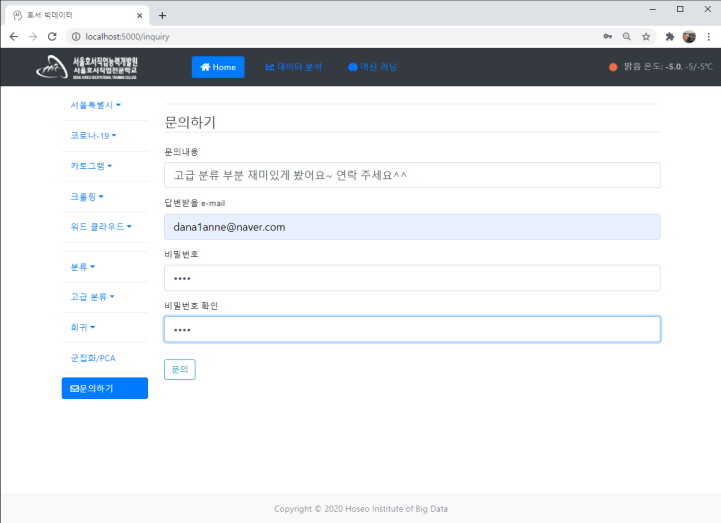 호서 빅데이터
localhost:5000/inquiry
서울호서직업능력개발원
서울호서직업전문학교
SEOUL HOSEO OCCUPATIONAL TRAINING COLLEGE
Home
데이터 분석
머신 러닝
맑음 온도: -5.0, -5/-5℃
서울특별시
코로나-19
카토그램
크롤링
워드 클라우드
분류
고급 분류
회귀
군집화/PCA
문의하기
문의하기
문의내용
고급 분류 부분 재미있게 봤어요~ 연락 주세요^^
답변받을 e-mail
dana1anne@naver.com
비밀번호
••••
비밀번호 확인
••••
문의
Copyright © 2020 Hoseo Institute of Big Data